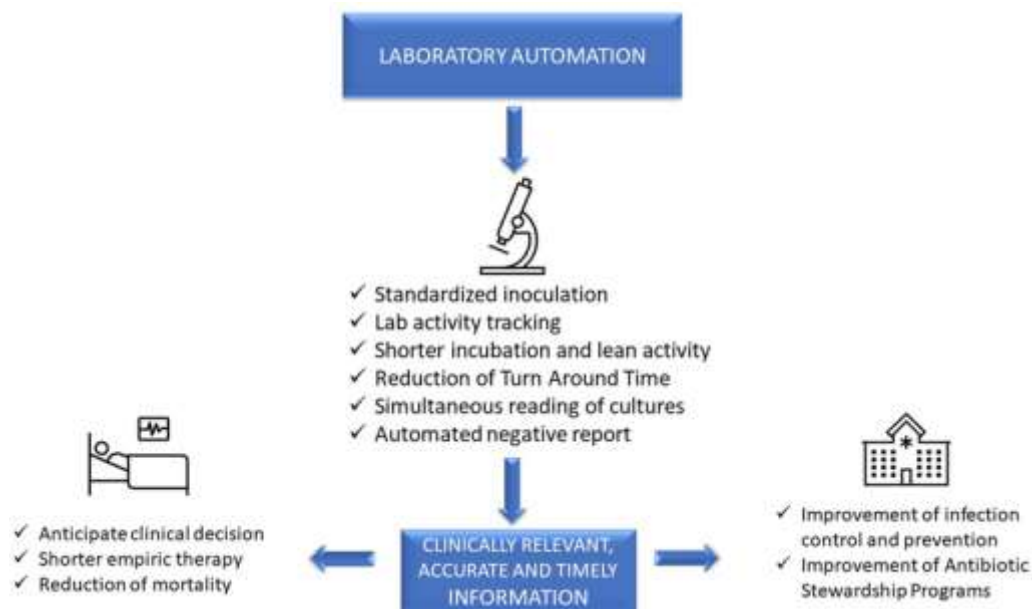 LABORATORY AUTOMATION
✓ Standardized inoculation
✓ Lab activity tracking
✓ Shorter incubation and lean activity
✓ Reduction of Turn Around Time
✓ Simultaneous reading of cultures
✓ Automated negative report
✓ Anticipate clinical decision
✓ Shorter empiric therapy
✓ Reduction of mortality
CLINICALLY RELEVANT,
ACCURATE AND TIMELY
INFORMATION
✓ Improvement of infection
control and prevention
✓ Improvement of Antibiotic
Stewardship Programs